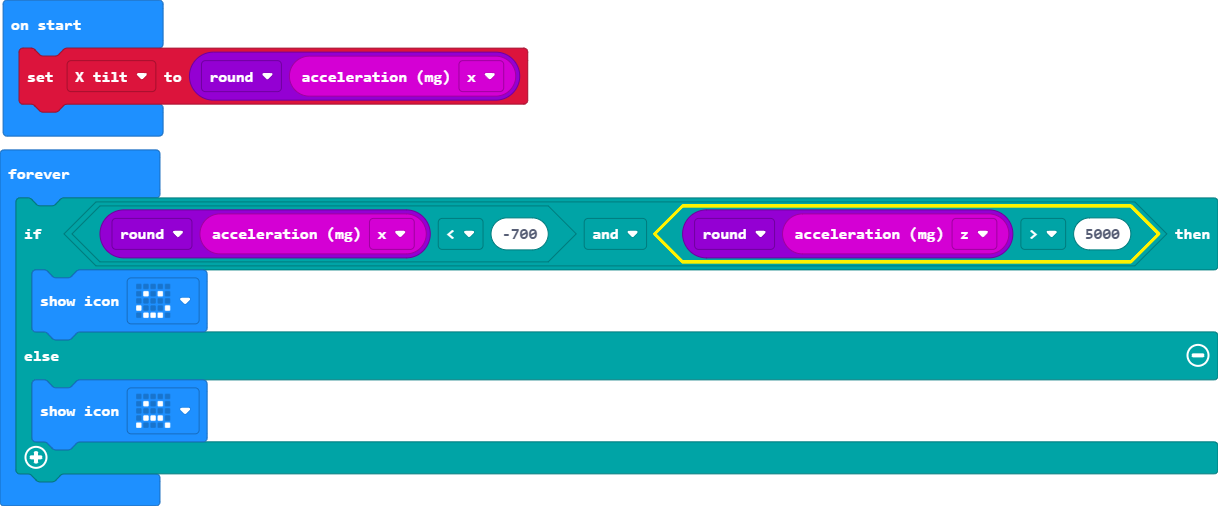 on start
set X tilt to round acceleration (mg) x
forever
if round acceleration (mg) x < -700 and round acceleration (mg) z > 5000 then
show icon
else
show icon